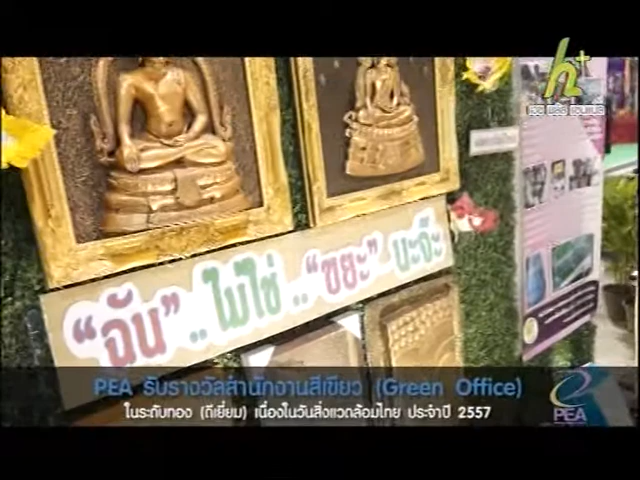 h+
“ฉัน”..ไม่ใช่..“ขยะ”นะจ๊ะ
PEA รับรางวัลสำนักงานสีเขียว (Green Office)
ในระดับทอง (ดีเยี่ยม) เนื่องในวันสิ่งแวดล้อมไทย ประจำปี 2557
PEA